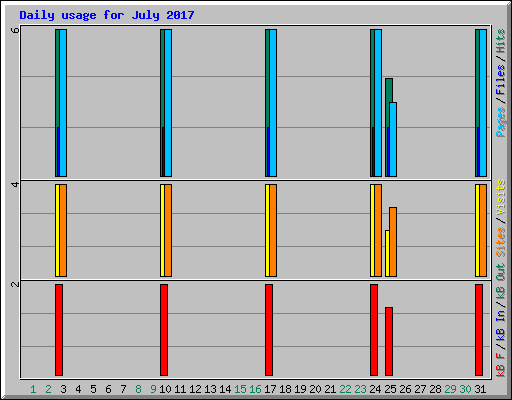 Daily usage for July 2017
6
Pages/Files/Hits
4
Sites/Visits
2
kB F/kB In/kB Out
1 2 3 4 5 6 7 8 9 10 11 12 13 14 15 16 17 18 19 20 21 22 23 24 25 26 27 28 29 30 31